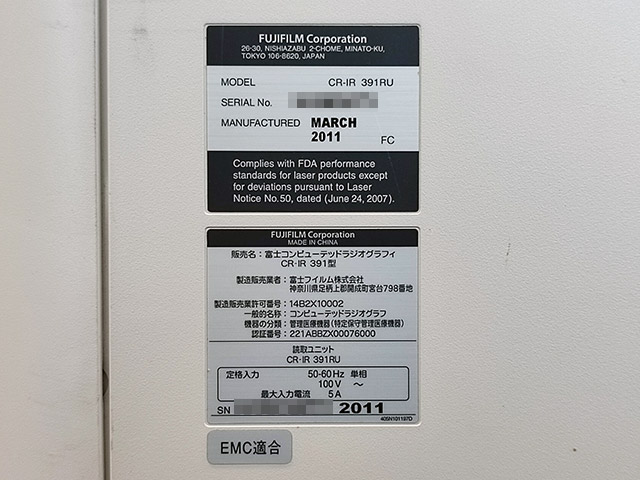 FUJIFILM Corporation
26-30, NISHIAZABU 2-CHOME, MINATO-KU,
TOKYO 106-8620, JAPAN
MODEL CR-IR 391RU
SERIAL No.
MANUFACTURED MARCH
2011 FC
Complies with FDA performance
standards for laser products except
for deviations pursuant to Laser
Notice No.50, dated (June 24, 2007).
FUJIFILM Corporation
MADE IN CHINA
販売名:富士コンピューテッドラジオグラフィ
CR-IR 391型
製造販売業者:富士フイルム株式会社
神奈川県足柄上郡開成町宮台798番地
製造販売業許可番号:14B2X10002
一般的名称:コンピューテッドラジオグラフ
機器の分類:管理医療機器(特定保守管理医療機器)
認証番号:221ABBZX00076000
読取ユニット
CR-IR 391RU
定格入力 50-60Hz 単相
100V ～
最大入力電流 5A
SN 2011
405N101197D
EMC適合